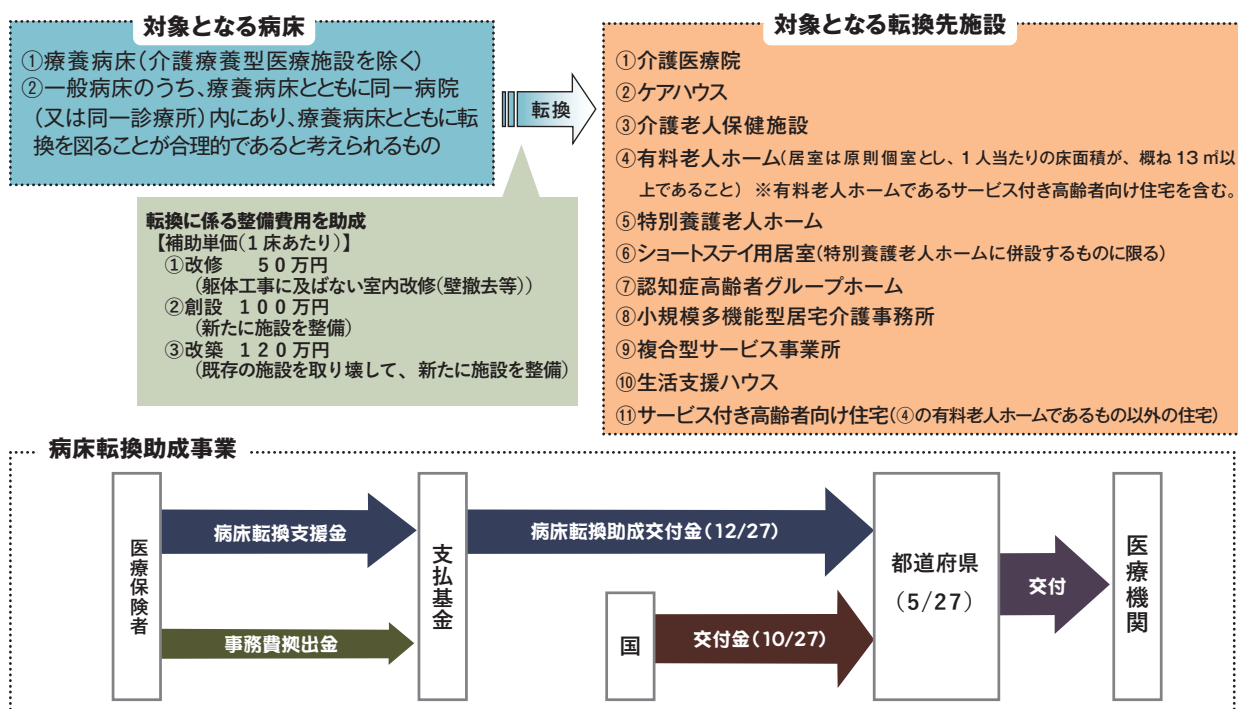 対象となる病床
①療養病床(介護療養型医療施設を除く)
②一般病床のうち、療養病床とともに同一病院
(又は同一診療所)内にあり、療養病床とともに転
換を図ることが合理的であると考えられるもの
転換
転換に係る整備費用を助成
【補助単価(1床あたり)】
①改修 50万円
(躯体工事に及ばない室内改修(壁撤去等))
②創設 100万円
(新たに施設を整備)
③改築 120万円
(既存の施設を取り壊して、新たに施設を整備)
対象となる転換先施設
①介護医療院
②ケアハウス
③介護老人保健施設
④有料老人ホーム(居室は原則個室とし、1人当たりの床面積が、概ね13㎡以
上であること) ※有料老人ホームであるサービス付き高齢者向け住宅を含む。
⑤特別養護老人ホーム
⑥ショートステイ用居室(特別養護老人ホームに併設するものに限る)
⑦認知症高齢者グループホーム
⑧小規模多機能型居宅介護事務所
⑨複合型サービス事業所
⑩生活支援ハウス
⑪サービス付き高齢者向け住宅(④の有料老人ホームであるもの以外の住宅)
病床転換助成事業
医療保険者
病床転換支援金
事務費拠出金
支払基金
病床転換助成交付金(12/27)
国
交付金(10/27)
都道府県
(5/27)
交付
医療機関